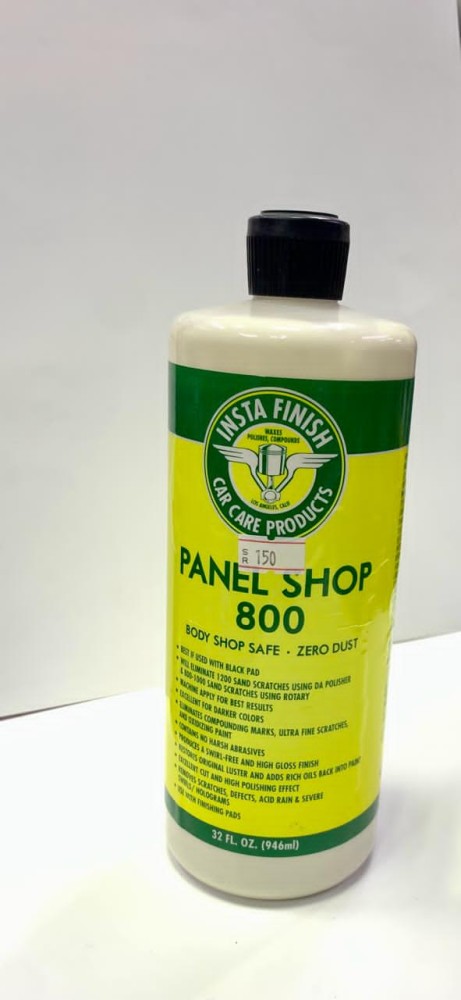 INSTA FINISH
WAXES
POLISHES, COMPOUNDS
LOS ANGELES, CALIF
CAR CARE PRODUCTS
S
R
150
PANEL SHOP
800
BODY SHOP SAFE · ZERO DUST
• BEST IF USED WITH BLACK PAD
• WILL ELIMINATE 1200 SAND SCRATCHES USING DA POLISHER
& 800-1000 SAND SCRATCHES USING ROTARY
• MACHINE APPLY FOR BEST RESULTS
• EXCELLENT FOR DARKER COLORS
• ELIMINATES COMPOUNDING MARKS, ULTRA FINE SCRATCHES,
AND OXIDIZING PAINT
• CONTAINS NO HARSH ABRASIVES
• PRODUCES A SWIRL-FREE AND HIGH GLOSS FINISH
• RESTORES ORIGINAL LUSTER AND ADDS RICH OILS BACK INTO PAINT
• EXCELLENT CUT AND HIGH POLISHING EFFECT
• REMOVES SCRATCHES, DEFECTS, ACID RAIN & SEVERE
SWIRLS / HOLOGRAMS
• USE WITH FINISHING PADS
32 FL. OZ. (946ml)